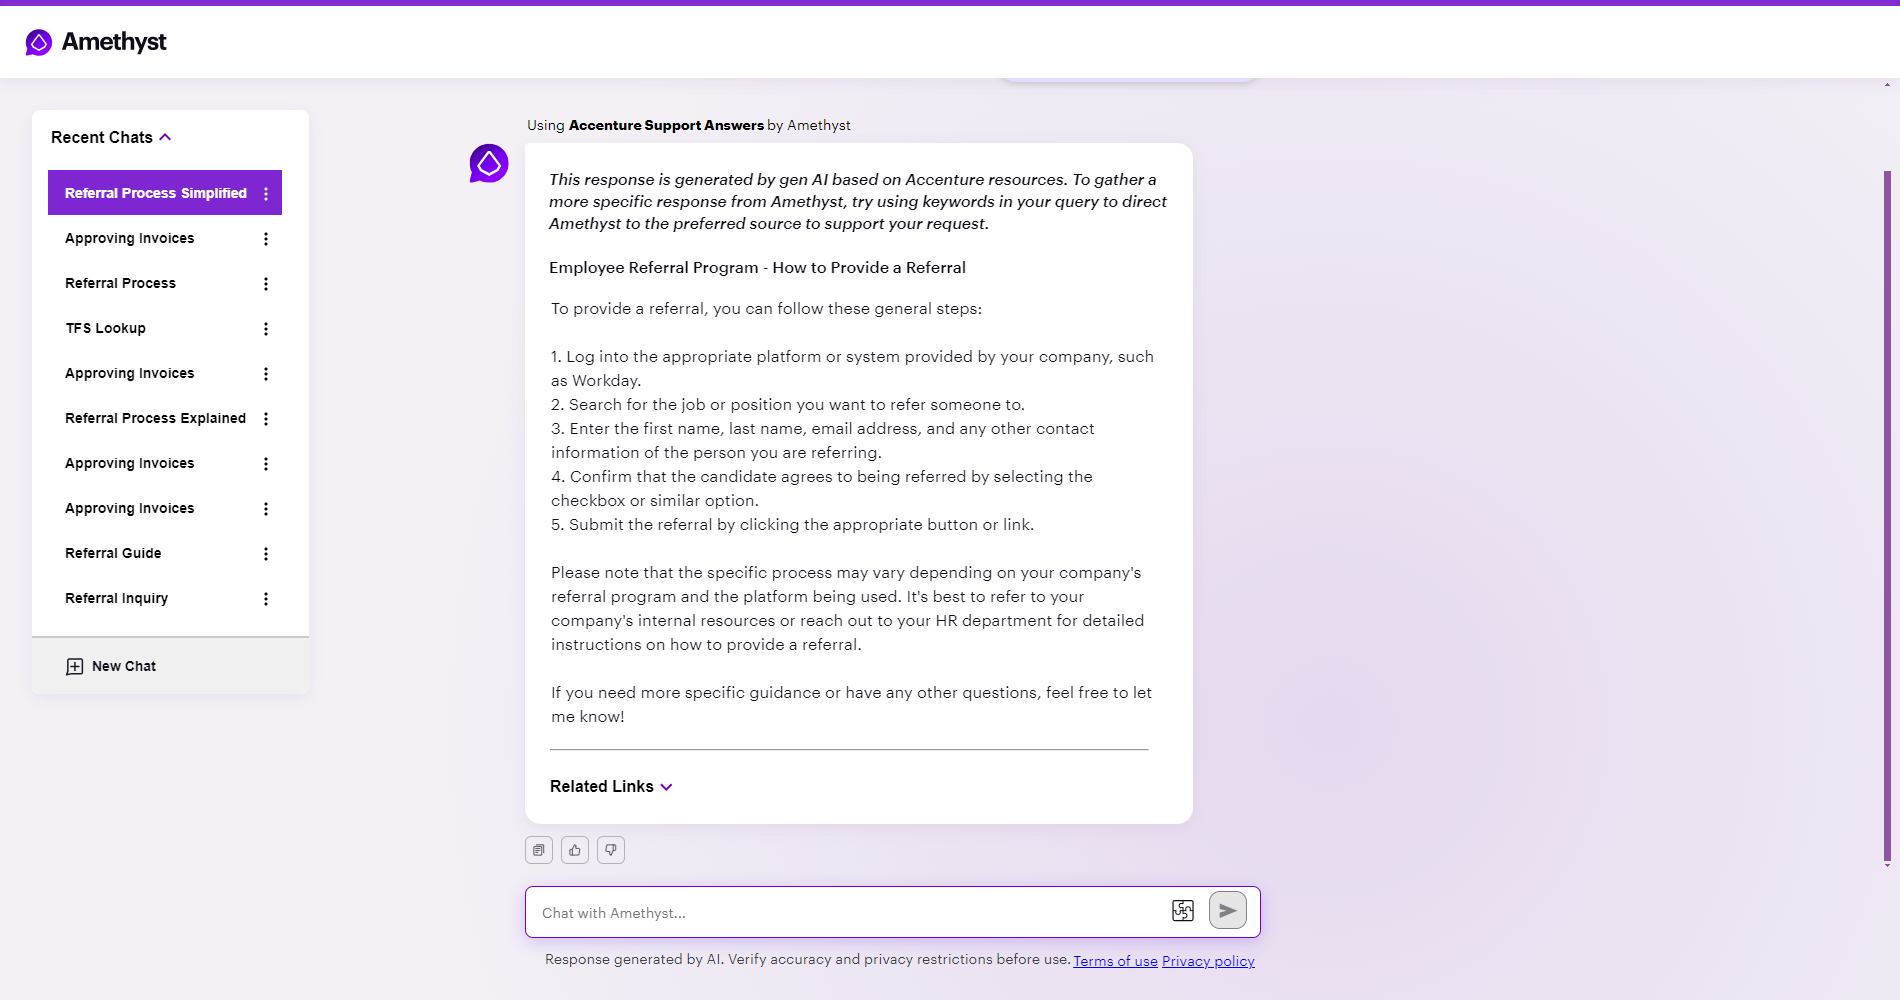 Amethyst
Recent Chats
Referral Process Simplified
Approving Invoices
Referral Process
TFS Lookup
Approving Invoices
Referral Process Explained
Approving Invoices
Approving Invoices
Referral Guide
Referral Inquiry
New Chat
Using Accenture Support Answers by Amethyst
This response is generated by gen AI based on Accenture resources. To gather a
more specific response from Amethyst, try using keywords in your query to direct
Amethyst to the preferred source to support your request.
Employee Referral Program - How to Provide a Referral
To provide a referral, you can follow these general steps:
1. Log into the appropriate platform or system provided by your company, such
as Workday.
2. Search for the job or position you want to refer someone to.
3. Enter the first name, last name, email address, and any other contact
information of the person you are referring.
4. Confirm that the candidate agrees to being referred by selecting the
checkbox or similar option.
5. Submit the referral by clicking the appropriate button or link.
Please note that the specific process may vary depending on your company's
referral program and the platform being used. It's best to refer to your
company's internal resources or reach out to your HR department for detailed
instructions on how to provide a referral.
If you need more specific guidance or have any other questions, feel free to let
me know!
Related Links
Chat with Amethyst...
Response generated by AI. Verify accuracy and privacy restrictions before use. Terms of use Privacy policy